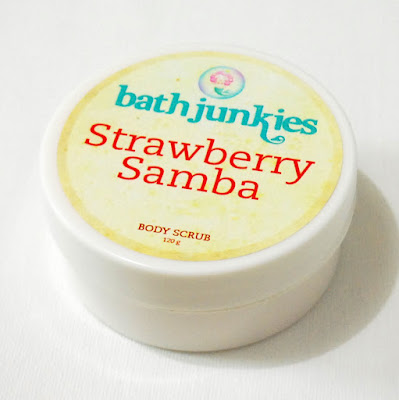 bath junkies
Strawberry
Samba
BODY SCRUB
120 g